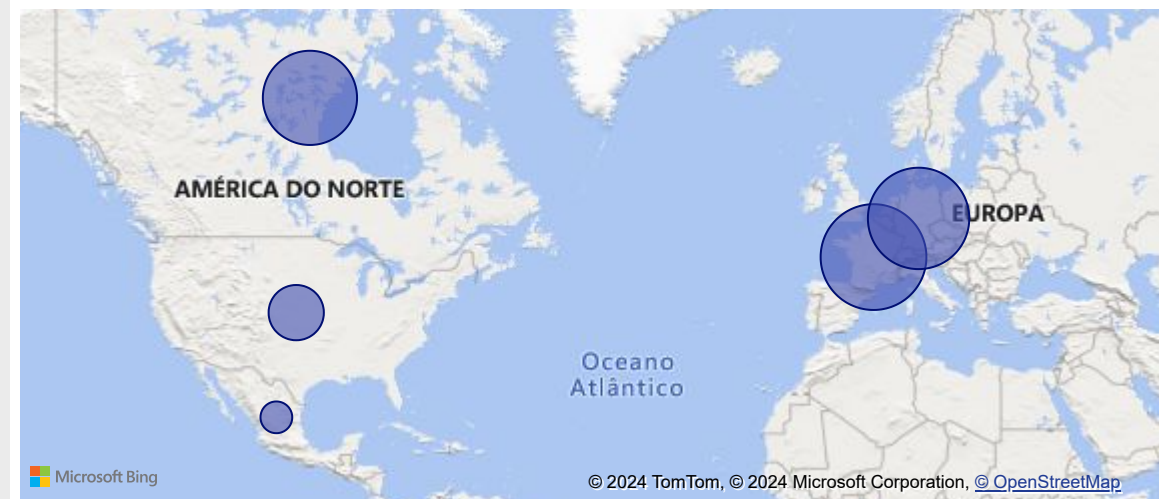 AMÉRICA DO NORTE
EUROPA
Oceano
Atlântico
Microsoft Bing
© 2024 TomTom, © 2024 Microsoft Corporation, © OpenStreetMap